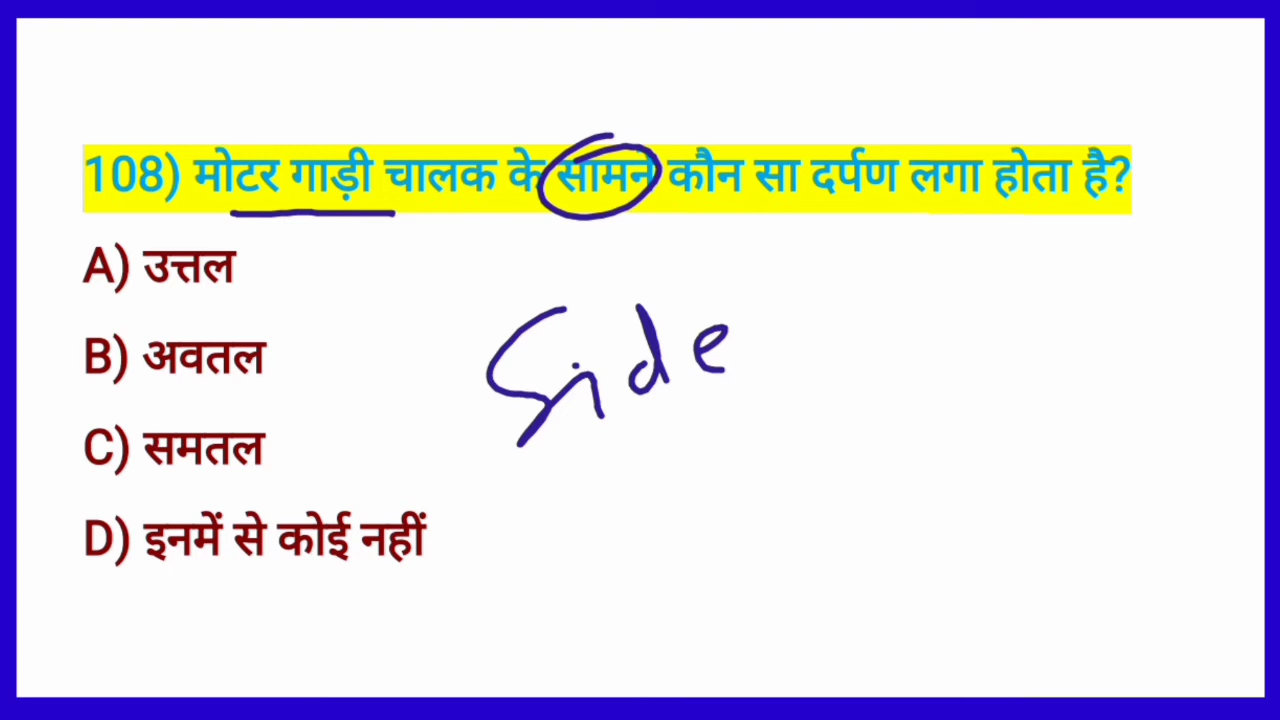 108) मोटर गाड़ी चालक के सामने कौन सा दर्पण लगा होता है?
A) उत्तल
B) अवतल
Side
C) समतल
D) इनमें से कोई नहीं